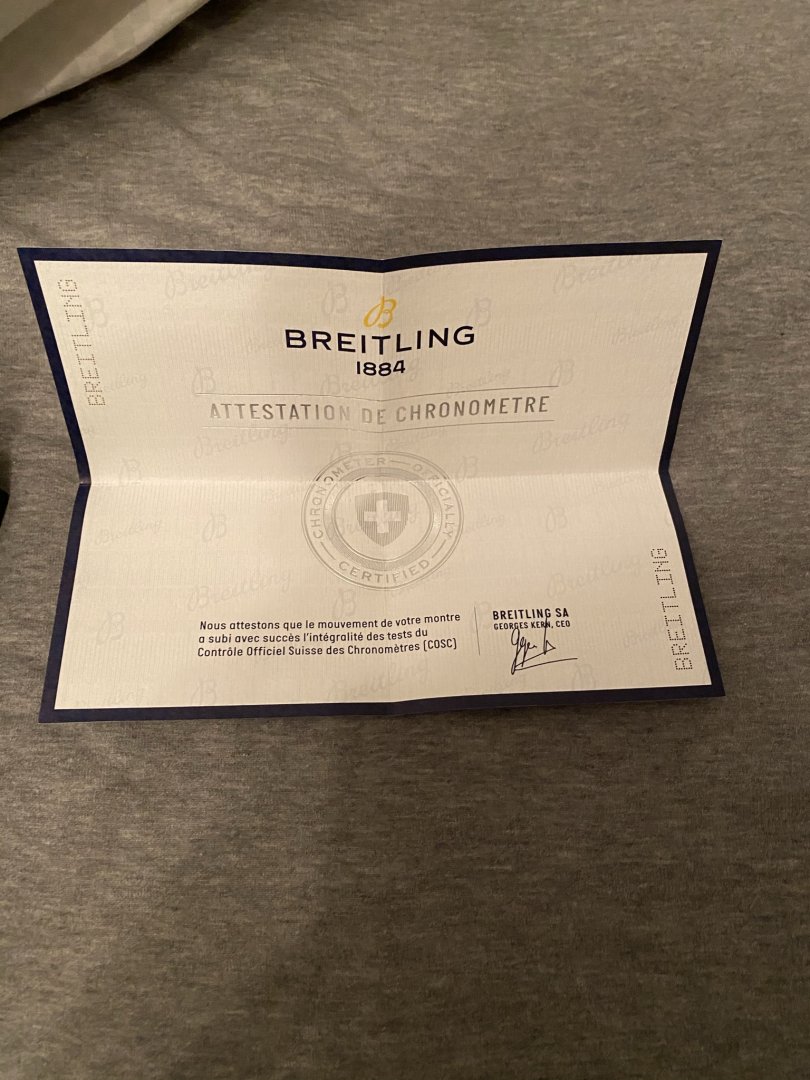 B
BREITLING
1884
ATTESTATION DE CHRONOMETRE
CHRONOMETER – OFFICIALLY – CERTIFIED
Nous attestons que le mouvement de votre montre
a subi avec succès l'intégralité des tests du
Contrôle Officiel Suisse des Chronomètres (COSC)
BREITLING SA
GEORGES KERN, CEO
BREITLING
BREITLING
Breitling